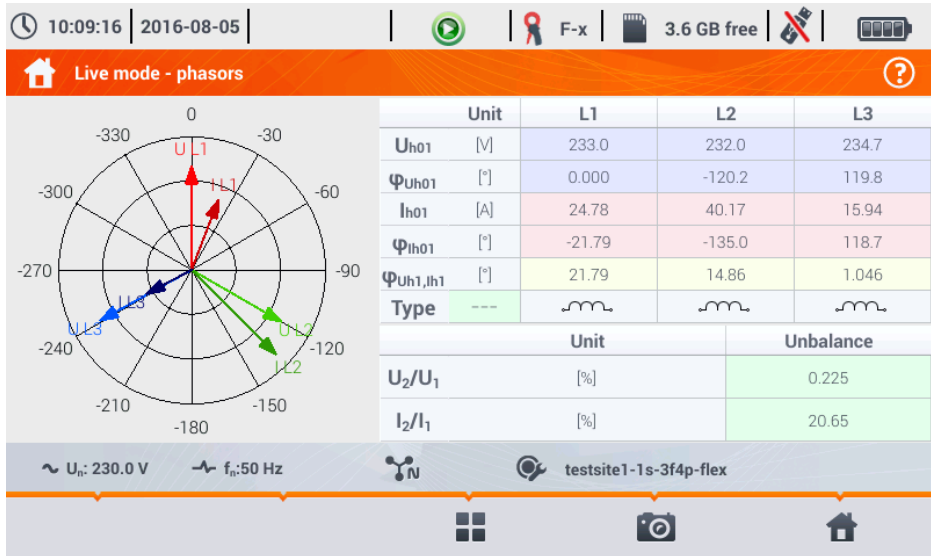 10:09:16 2016-08-05 F-x 3.6 GB free
Live mode - phasors ?
0
-330 -30
U L1
I L1
-300 -60
-270 -90
I L3
U L3 U L2
-240 -120
I L2
-210 -150
-180
Unit L1 L2 L3
Uh01 [V] 233.0 232.0 234.7
φUh01 [°] 0.000 -120.2 119.8
Ih01 [A] 24.78 40.17 15.94
φIh01 [°] -21.79 -135.0 118.7
φUh1,Ih1 [°] 21.79 14.86 1.046
Type ---
Unit Unbalance
U2/U1 [%] 0.225
I2/I1 [%] 20.65
Un: 230.0 V fn:50 Hz N testsite1-1s-3f4p-flex